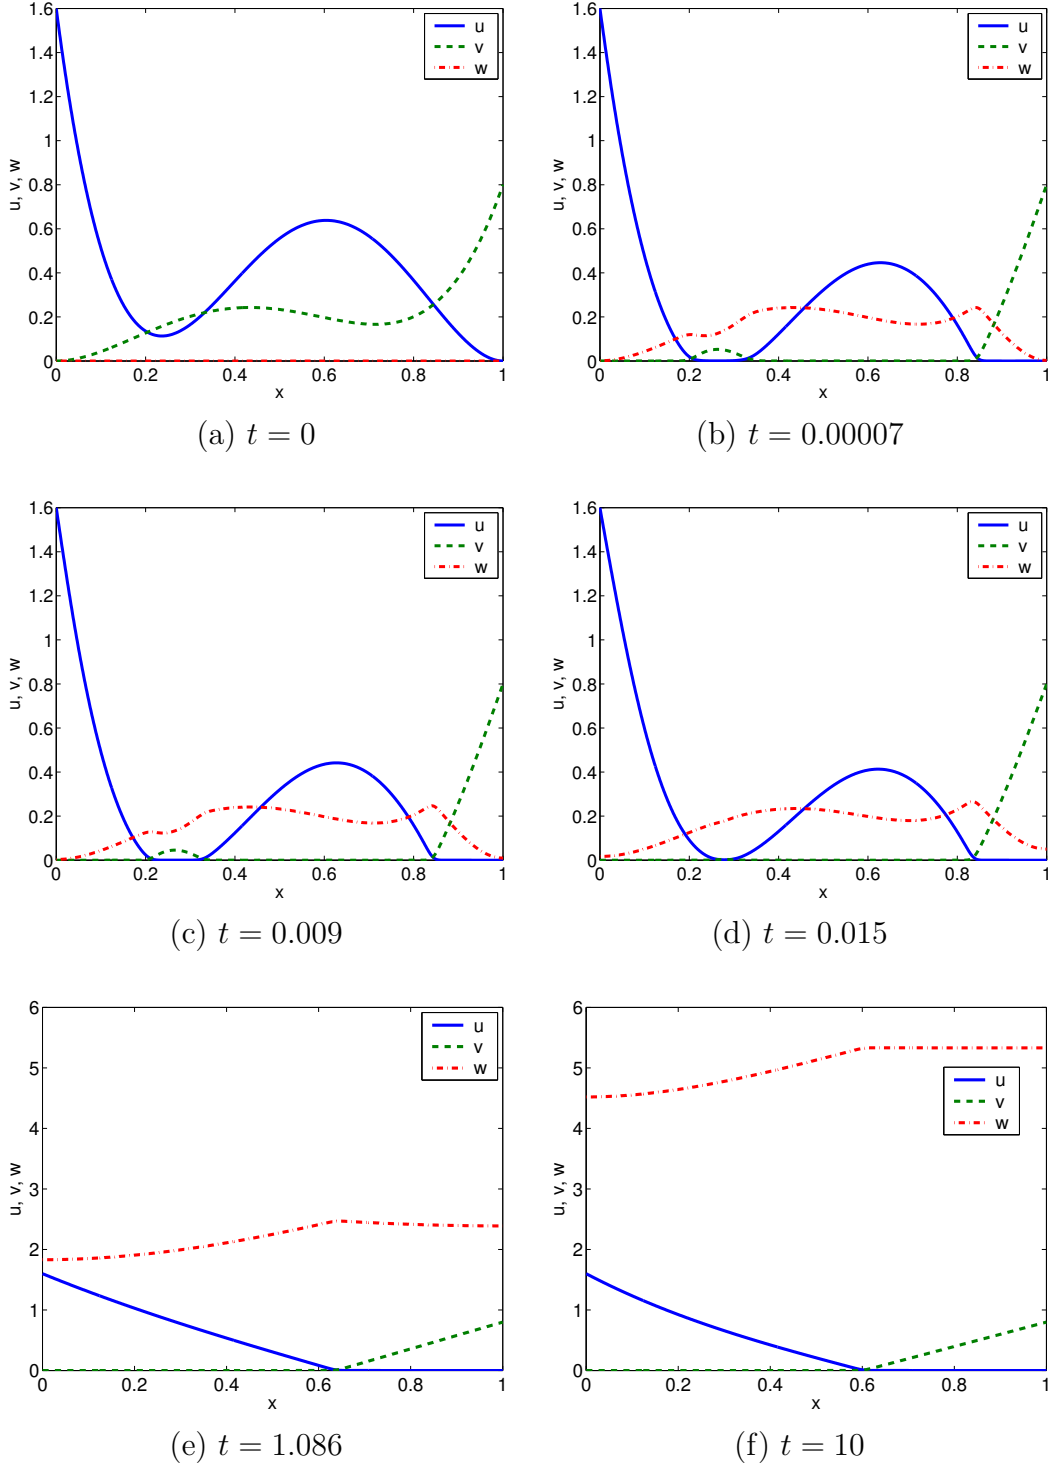 1.6
1.4
1.2
1
0.8
0.6
0.4
0.2
0
u, v, w
0 0.2 0.4 0.6 0.8 1
x
u
v
w
(a) t = 0
1.6
1.4
1.2
1
0.8
0.6
0.4
0.2
0
u, v, w
0 0.2 0.4 0.6 0.8 1
x
u
v
w
(b) t = 0.00007
1.6
1.4
1.2
1
0.8
0.6
0.4
0.2
0
u, v, w
0 0.2 0.4 0.6 0.8 1
x
u
v
w
(c) t = 0.009
1.6
1.4
1.2
1
0.8
0.6
0.4
0.2
0
u, v, w
0 0.2 0.4 0.6 0.8 1
x
u
v
w
(d) t = 0.015
6
5
4
3
2
1
0
u, v, w
0 0.2 0.4 0.6 0.8 1
x
u
v
w
(e) t = 1.086
6
5
4
3
2
1
0
u, v, w
0 0.2 0.4 0.6 0.8 1
x
u
v
w
(f) t = 10